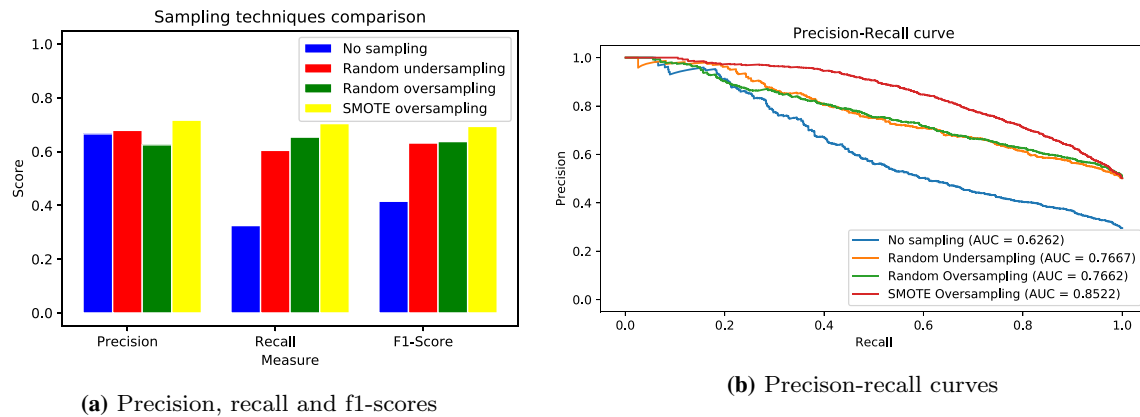 Sampling techniques comparison
1.0
0.8
0.6
0.4
0.2
0.0
Score
No sampling
Random undersampling
Random oversampling
SMOTE oversampling
Precision
Recall
F1-Score
Measure
(a) Precision, recall and f1-scores
Precision-Recall curve
1.0
0.8
0.6
0.4
0.2
0.0
Precision
No sampling (AUC = 0.6262)
Random Undersampling (AUC = 0.7667)
Random Oversampling (AUC = 0.7662)
SMOTE Oversampling (AUC = 0.8522)
0.0
0.2
0.4
0.6
0.8
1.0
Recall
(b) Precison-recall curves